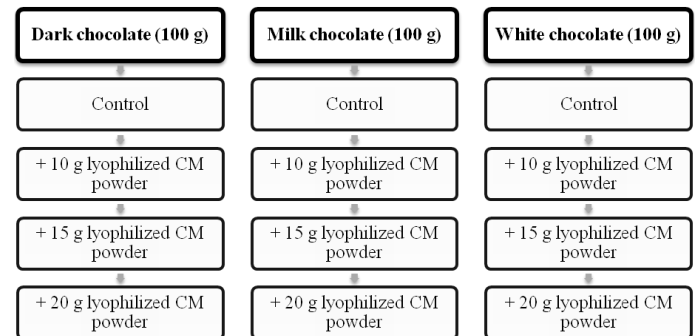 Dark chocolate (100 g)
Control
+ 10 g lyophilized CM
powder
+ 15 g lyophilized CM
powder
+ 20 g lyophilized CM
powder
Milk chocolate (100 g)
Control
+ 10 g lyophilized CM
powder
+ 15 g lyophilized CM
powder
+ 20 g lyophilized CM
powder
White chocolate (100 g)
Control
+ 10 g lyophilized CM
powder
+ 15 g lyophilized CM
powder
+ 20 g lyophilized CM
powder